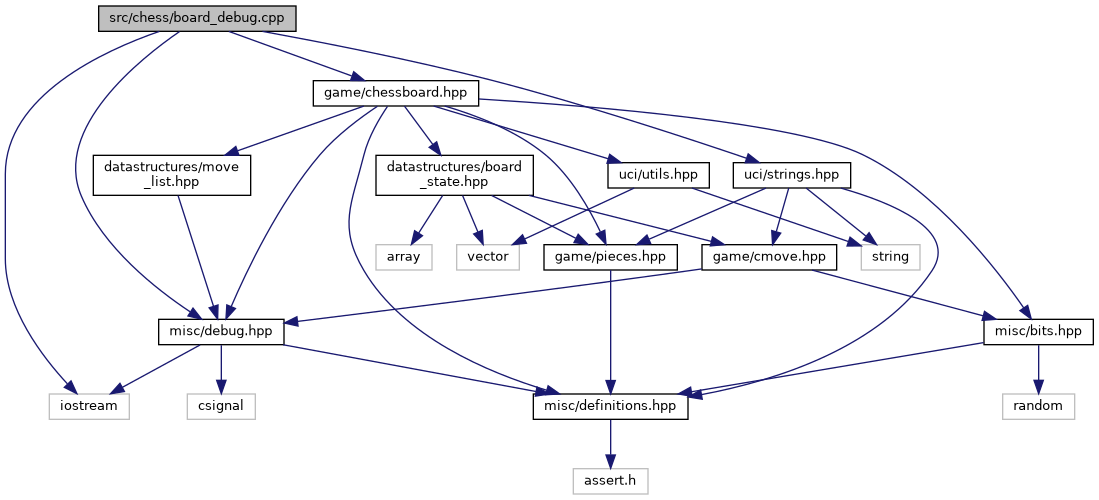 src/chess/board_debug.cpp
game/chessboard.hpp
datastructures/move
_list.hpp
datastructures/board
_state.hpp
uci/utils.hpp
uci/strings.hpp
array
vector
game/pieces.hpp
game/cmove.hpp
string
misc/debug.hpp
misc/bits.hpp
iostream
csignal
misc/definitions.hpp
random
assert.h